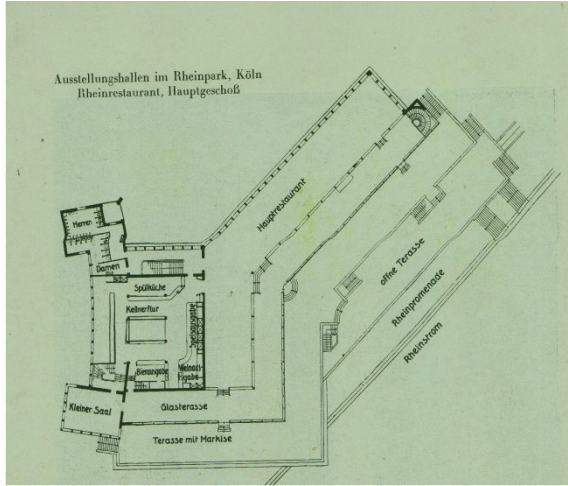 Ausstellungshallen im Rheinpark, Köln
Rheinrestaurant, Hauptgeschoß
Herren
Damen
Spülküche
Kellnerflur
Speisenausgabe
Bierausgabe
Hauptrestaurant
offne Terasse
Rheinpromenade
Rheinstrom
Kleiner Saal
Glasterasse
Terasse mit Markise